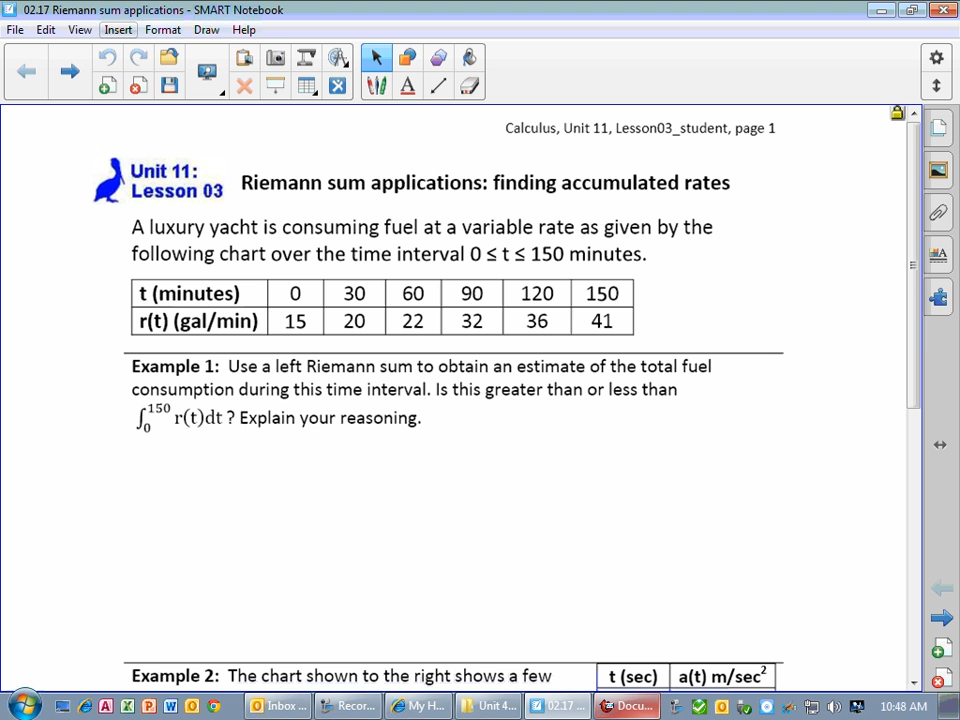 02.17 Riemann sum applications - SMART Notebook
File Edit View Insert Format Draw Help
Calculus, Unit 11, Lesson03_student, page 1
Unit 11:
Lesson 03
Riemann sum applications: finding accumulated rates
A luxury yacht is consuming fuel at a variable rate as given by the
following chart over the time interval 0 ≤ t ≤ 150 minutes.
t (minutes) 0 30 60 90 120 150
r(t) (gal/min) 15 20 22 32 36 41
Example 1: Use a left Riemann sum to obtain an estimate of the total fuel
consumption during this time interval. Is this greater than or less than
∫₀¹⁵⁰ r(t)dt ? Explain your reasoning.
Example 2: The chart shown to the right shows a few
t (sec) a(t) m/sec²
Inbox ... Recor... My H... Unit 4... 02.17 ... Docu... 10:48 AM